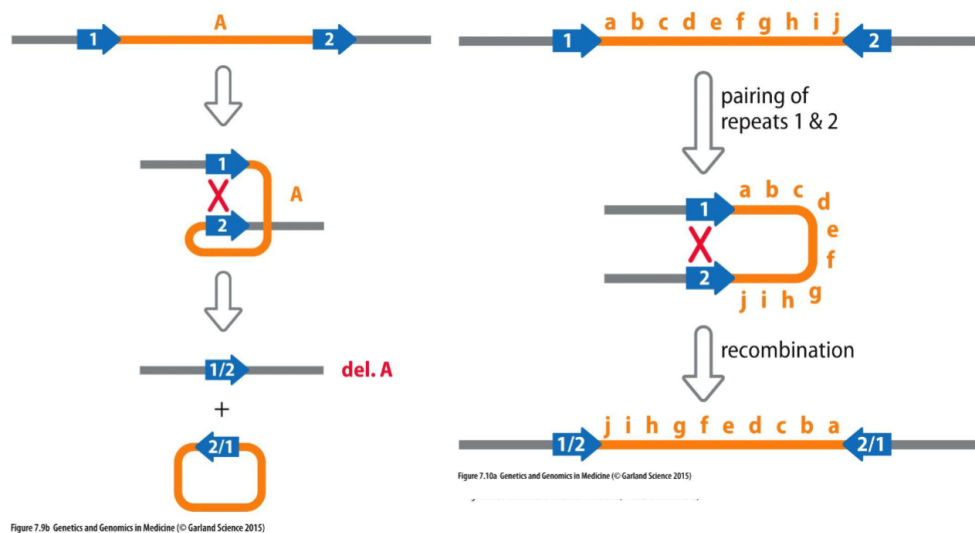 A
1 2
1
A
2
1/2 del. A
+
2/1
Figure 7.9b Genetics and Genomics in Medicine (© Garland Science 2015)
a b c d e f g h i j
1 2
pairing of
repeats 1 & 2
a b c d
1
e
f
2
j i h g
recombination
j i h g f e d c b a
1/2 2/1
Figure 7.10a Genetics and Genomics in Medicine (© Garland Science 2015)